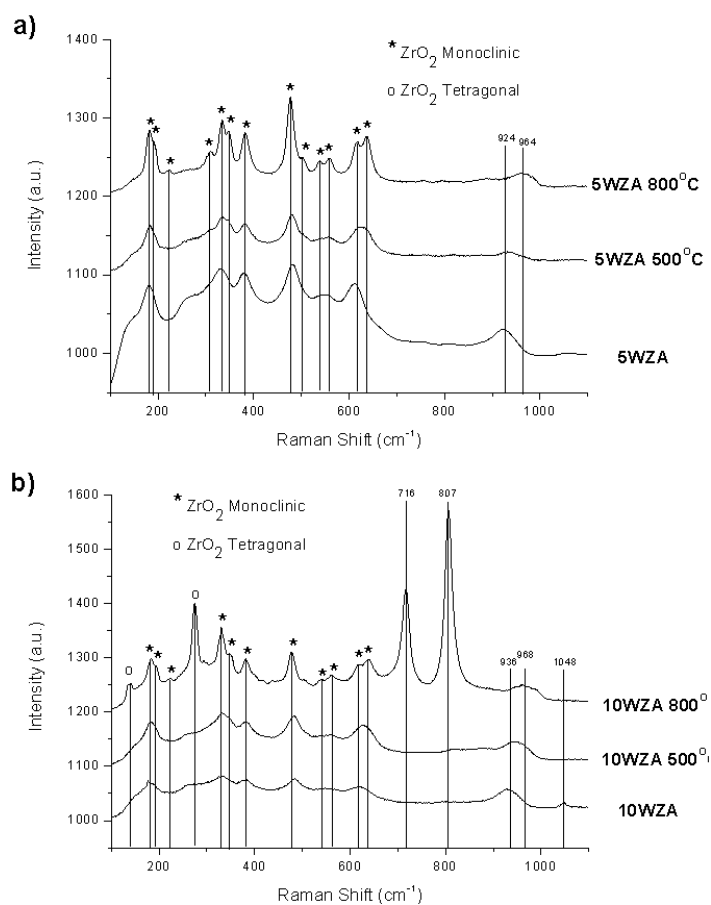 a)
1400
1300
1200
1100
1000
Intensity (a.u.)
* ZrO2 Monoclinic
o ZrO2 Tetragonal
* * * * * * * * * * * * *
924 964
5WZA 800°C
5WZA 500°C
5WZA
200 400 600 800 1000
Raman Shift (cm-1)
b)
1600
1500
1400
1300
1200
1100
1000
Intensity (a.u.)
* ZrO2 Monoclinic
o ZrO2 Tetragonal
716 807
o * * * o * * * * * * * *
936 968 1048
10WZA 800°
10WZA 500°
10WZA
200 400 600 800 1000
Raman Shift (cm-1)